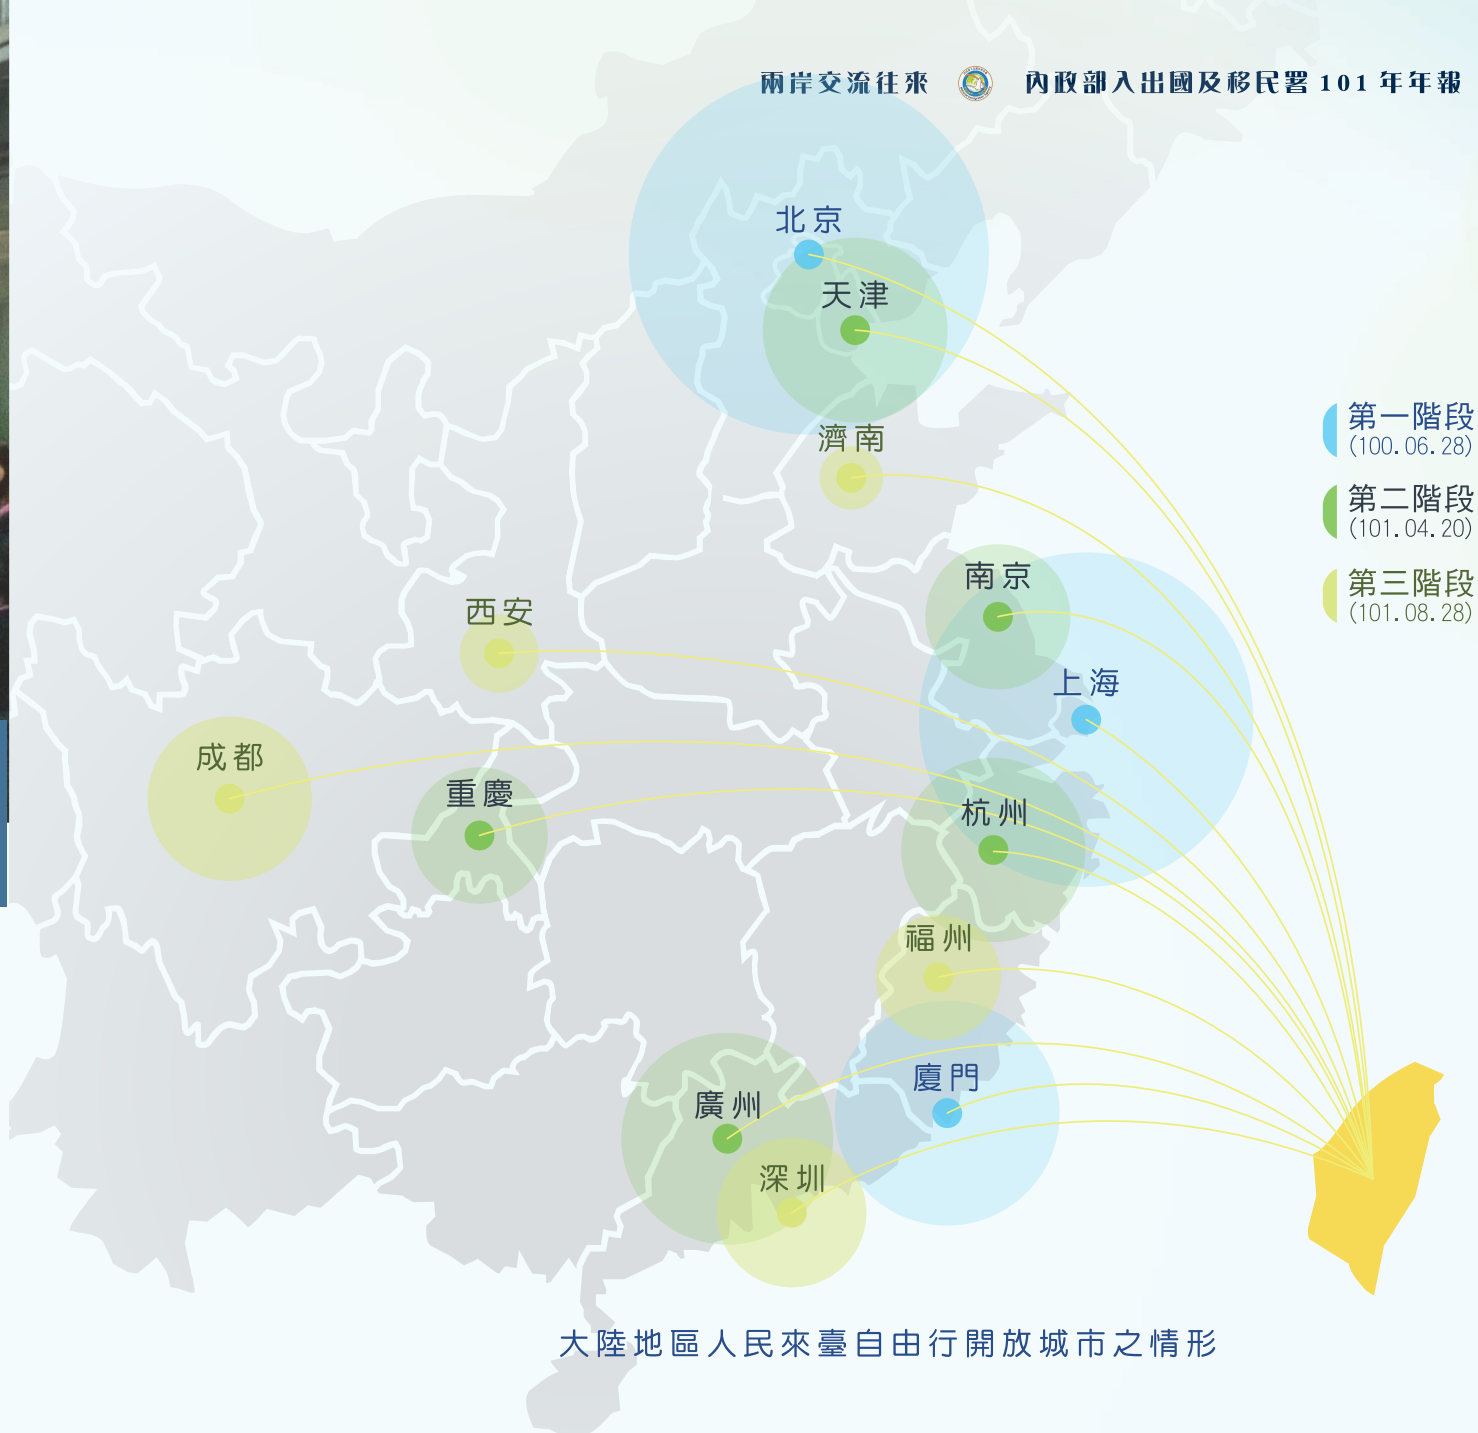 兩岸交流往來 內政部入出國及移民署 101 年年報
北京
天津
第一階段
(100.06.28)
濟南
第二階段
(101.04.20)
南京
第三階段
(101.08.28)
西安
上海
成都
重慶
杭州
福州
廈門
廣州
深圳
大陸地區人民來臺自由行開放城市之情形